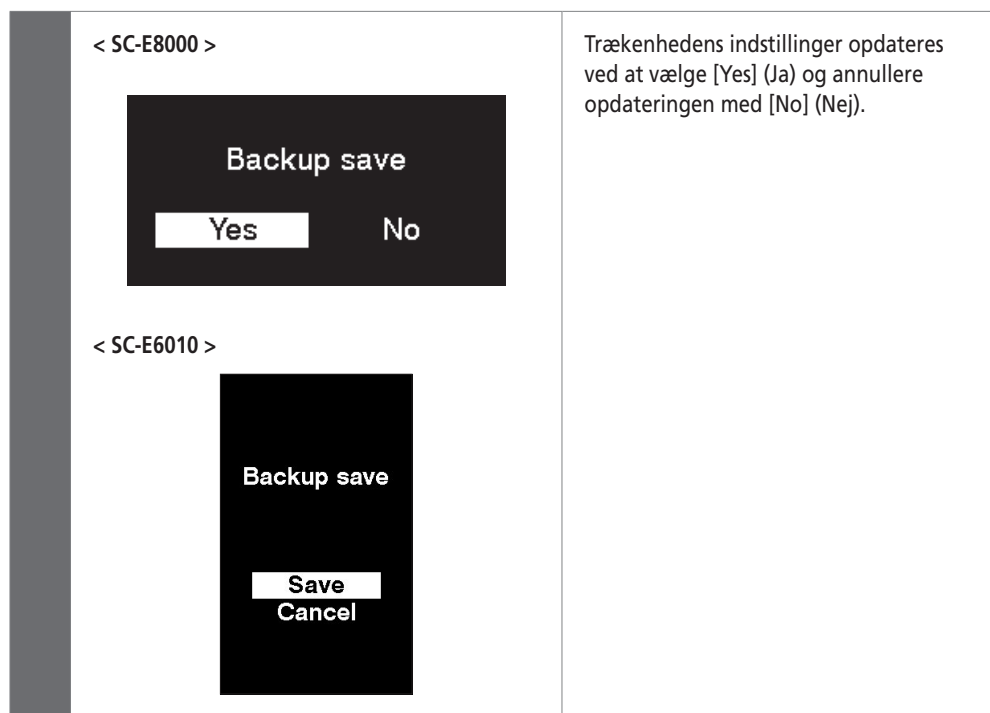 < SC-E8000 >
Backup save
Yes No
< SC-E6010 >
Backup save
Save
Cancel
Trækenhedens indstillinger opdateres
ved at vælge [Yes] (Ja) og annullere
opdateringen med [No] (Nej).